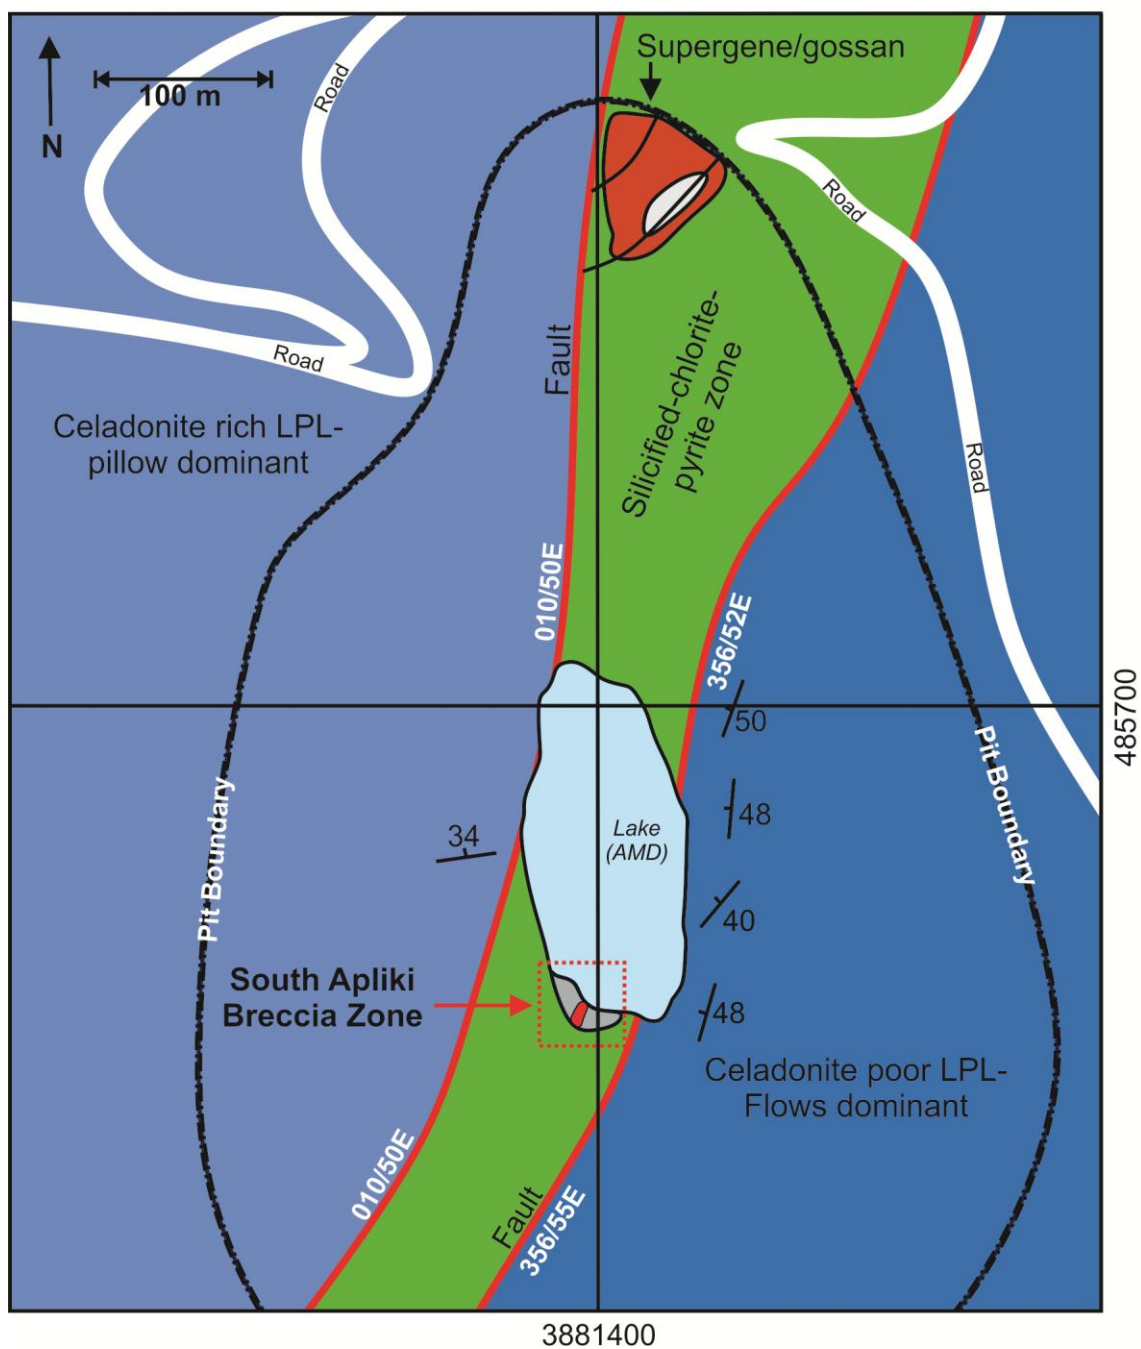 Supergene/gossan
100 m
N
Road
Road
Road
Road
Fault
Silicified-chlorite-
pyrite zone
Celadonite rich LPL-
pillow dominant
010/50E
356/52E
50
485700
Pit Boundary
Pit Boundary
48
34
Lake
(AMD)
40
South Apliki
Breccia Zone
48
Celadonite poor LPL-
Flows dominant
010/50E
Fault
356/55E
3881400